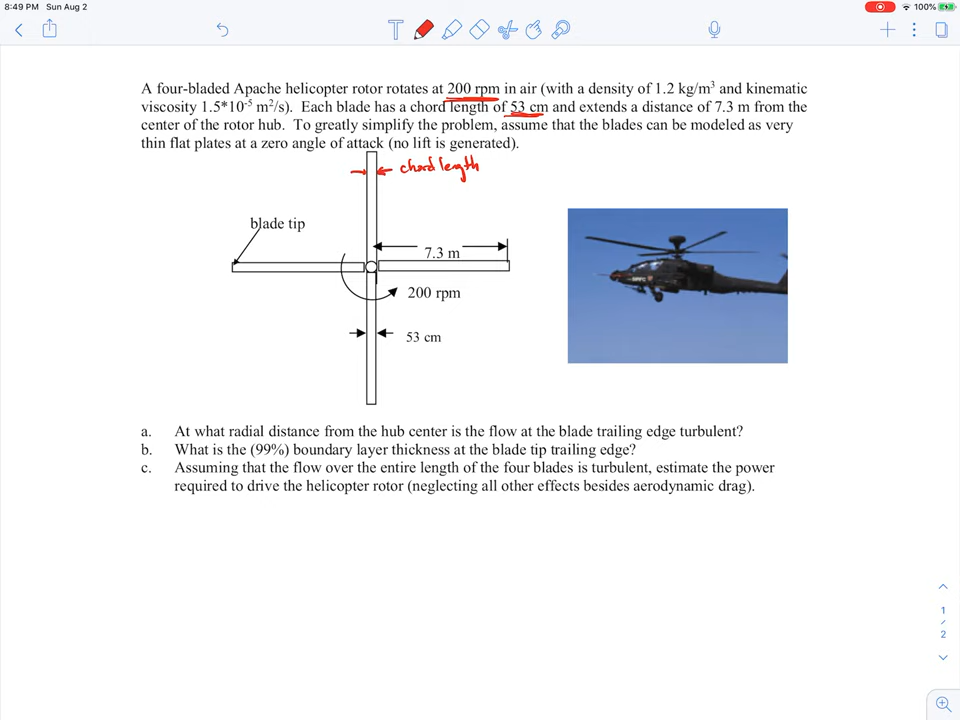 8:49 PM Sun Aug 2
100%
T
A four-bladed Apache helicopter rotor rotates at 200 rpm in air (with a density of 1.2 kg/m³ and kinematic
viscosity 1.5*10⁻⁵ m²/s). Each blade has a chord length of 53 cm and extends a distance of 7.3 m from the
center of the rotor hub. To greatly simplify the problem, assume that the blades can be modeled as very
thin flat plates at a zero angle of attack (no lift is generated).
chord length
blade tip
7.3 m
200 rpm
53 cm
a. At what radial distance from the hub center is the flow at the blade trailing edge turbulent?
b. What is the (99%) boundary layer thickness at the blade tip trailing edge?
c. Assuming that the flow over the entire length of the four blades is turbulent, estimate the power
required to drive the helicopter rotor (neglecting all other effects besides aerodynamic drag).
1
/
2